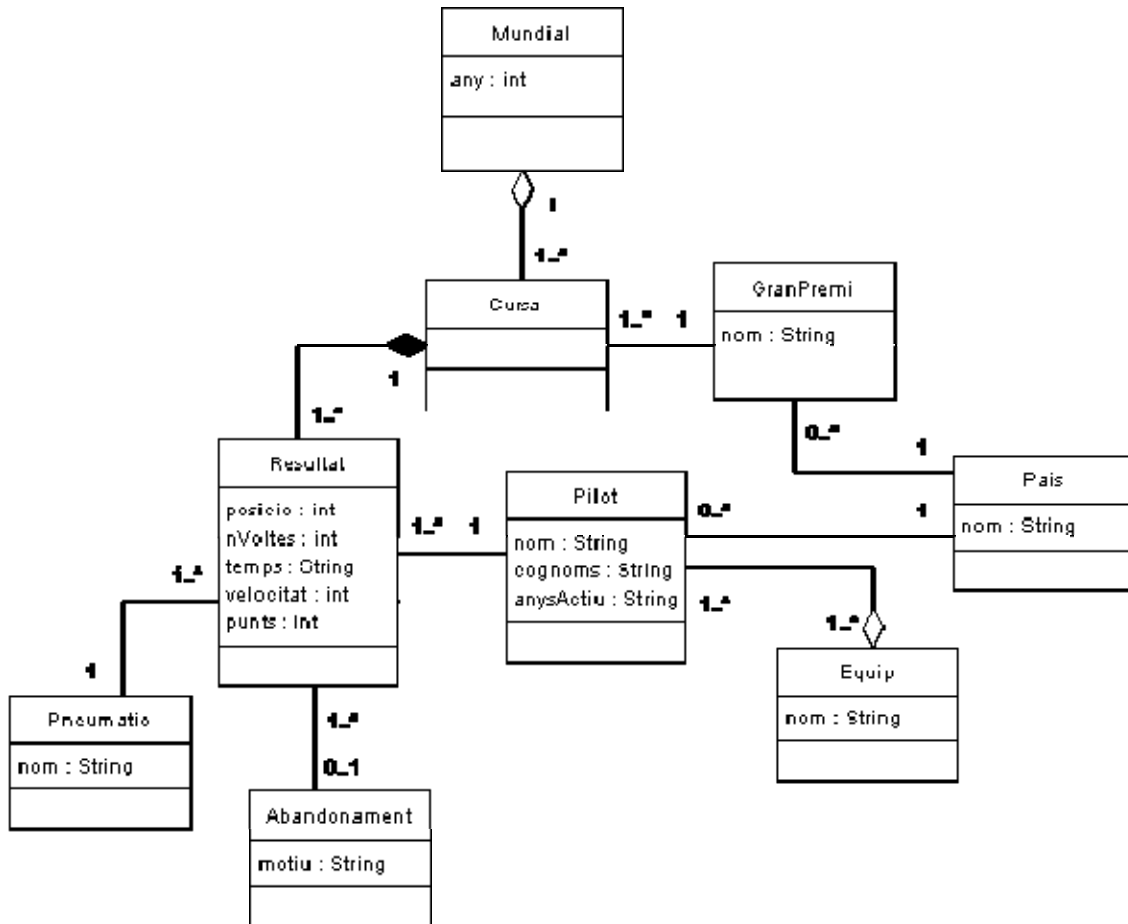 Mundial
any : int
1
1..*
Cursa
1..* 1
GranPremi
nom : String
1
1..*
0..*
1
Resultat
posicio : int
nVoltes : int
temps : String
velocitat : int
punts : int
1..* 1
Pilot
nom : String
cognoms : String
anysActiu : String
0..*
1
Pais
nom : String
1..*
1..*
1..*
1
Equip
nom : String
Pneumatic
nom : String
1..*
0..1
Abandonament
motiu : String